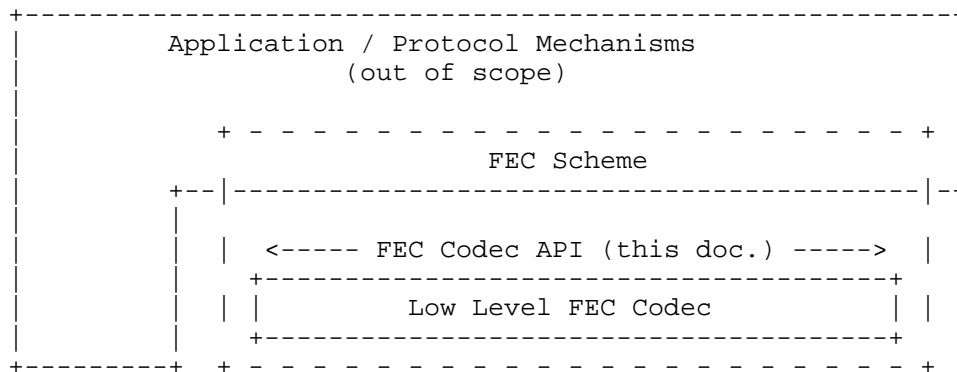 Application / Protocol Mechanisms
(out of scope)
FEC Scheme
<----- FEC Codec API (this doc.) ----->
Low Level FEC Codec